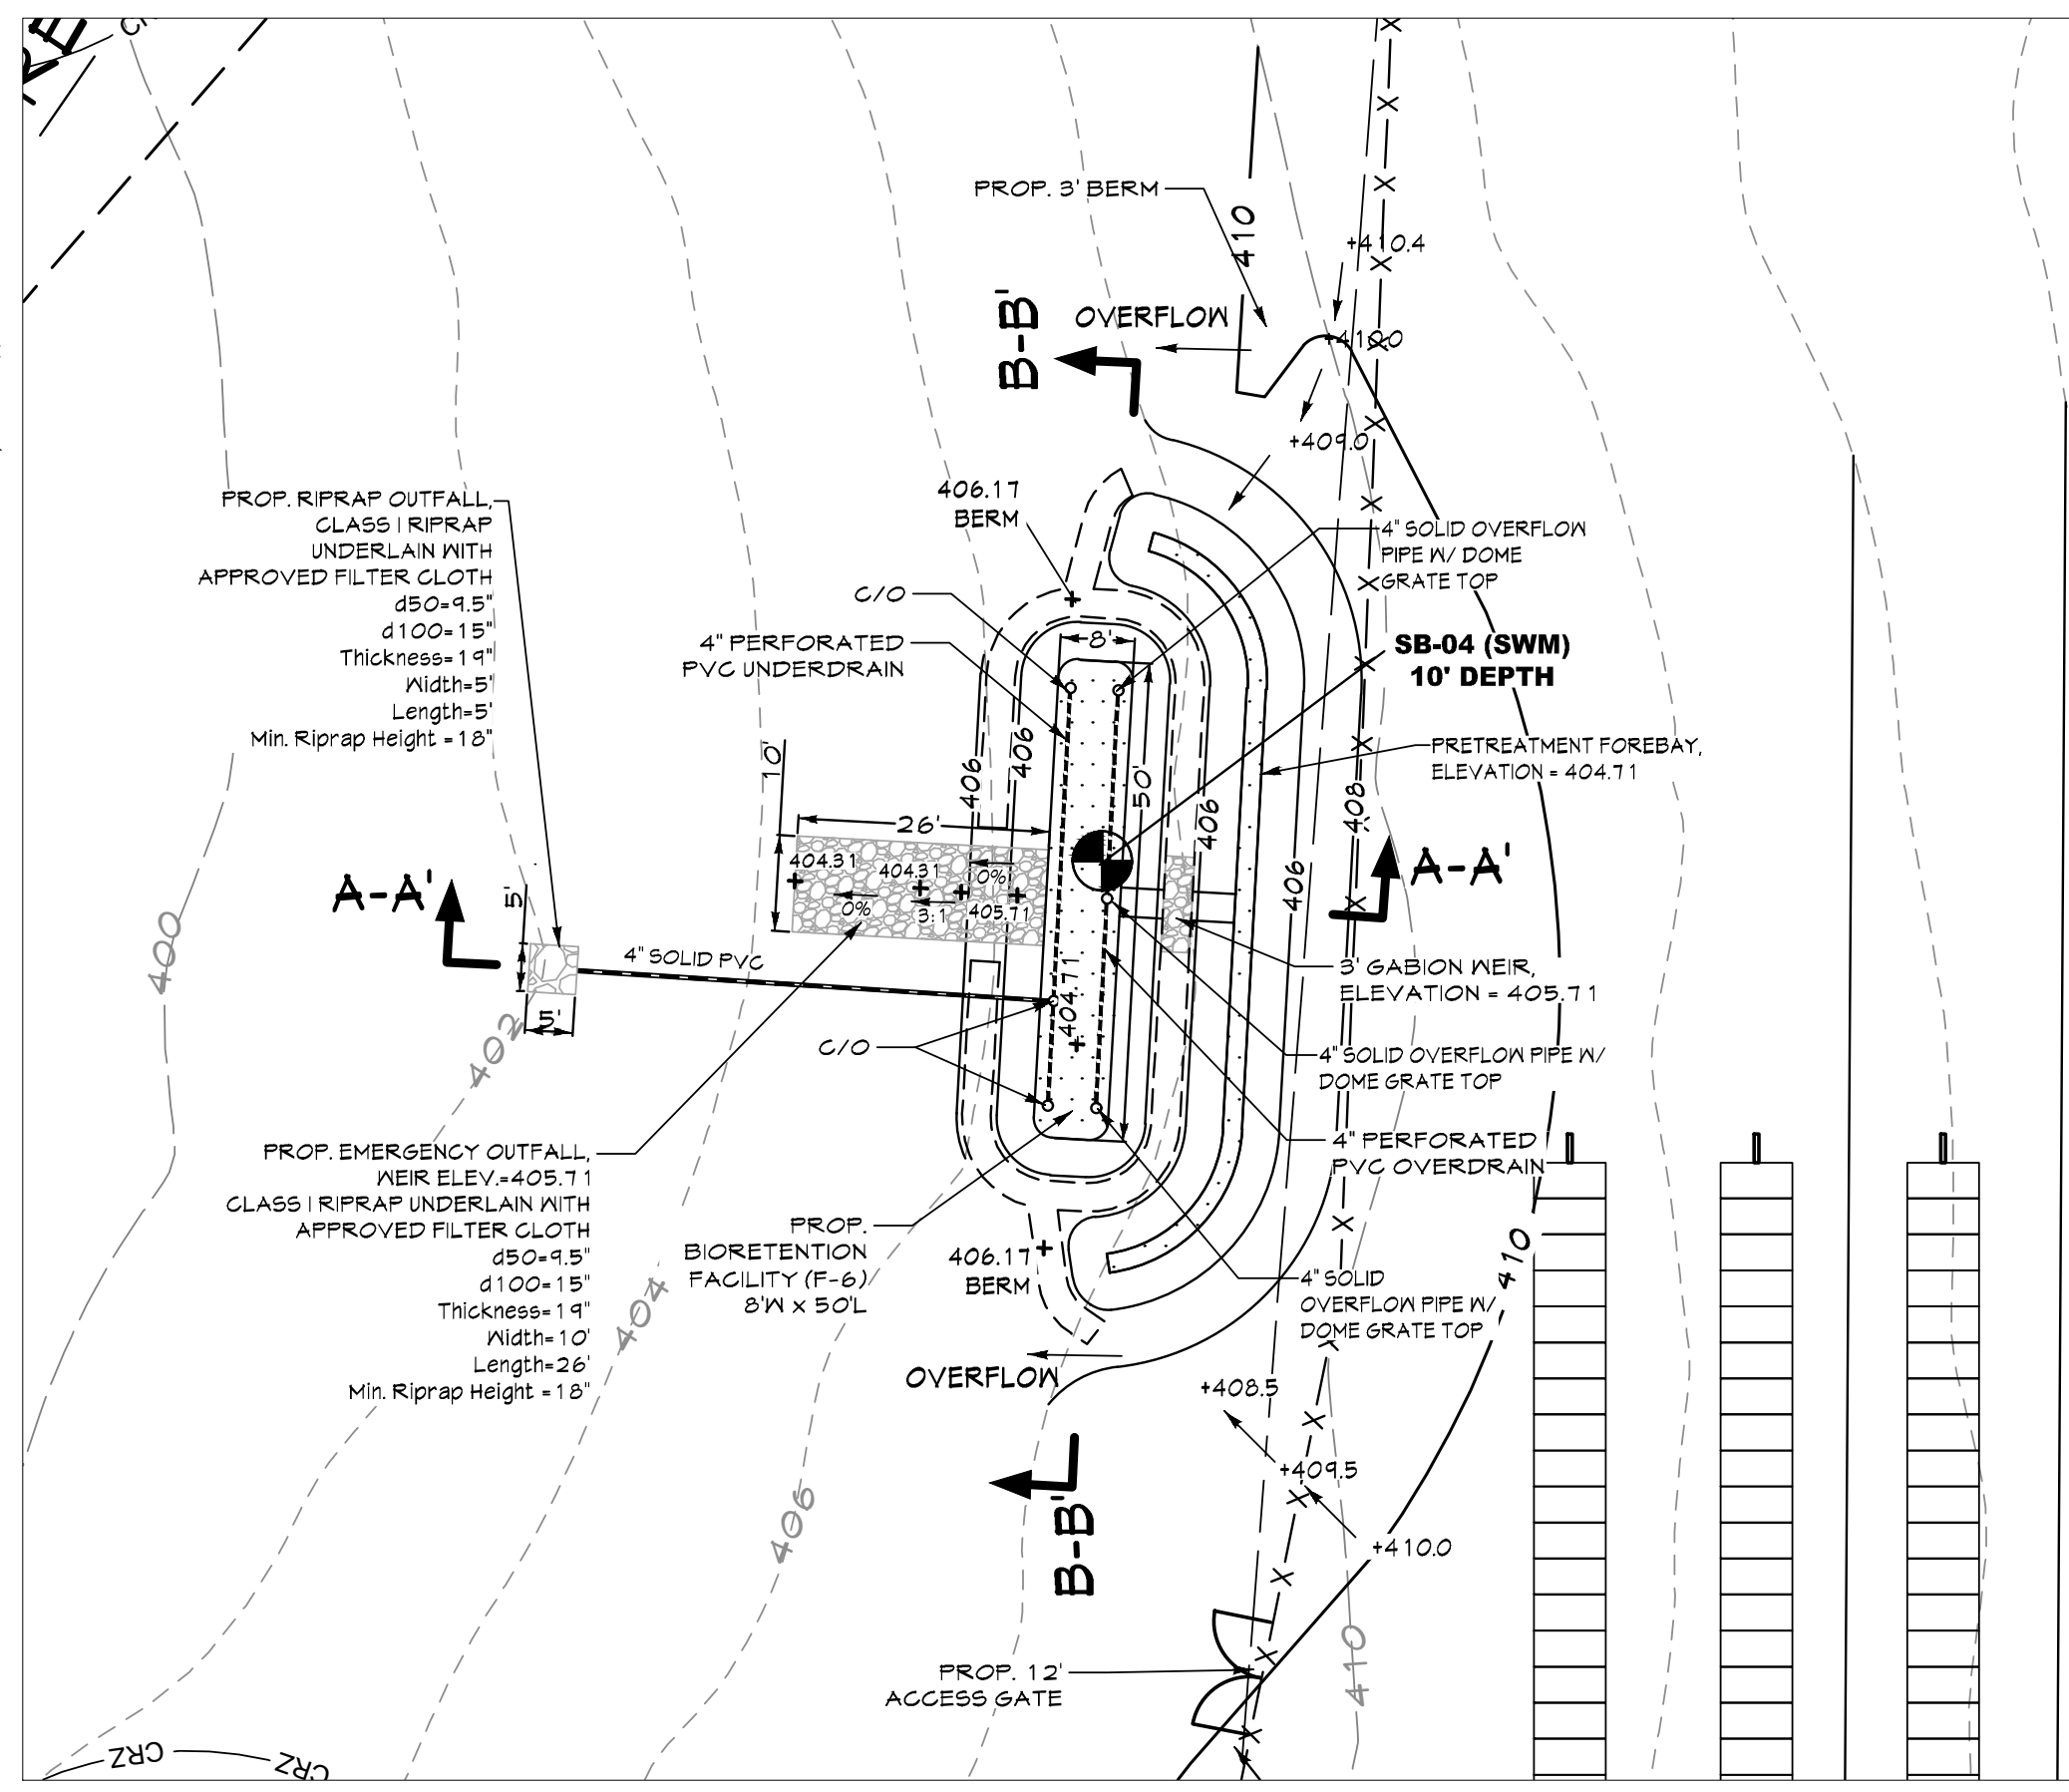 PROP. 3' BERM
410
+410.4
B-B'
OVERFLOW
+410.0
+409.0
PROP. RIPRAP OUTFALL,
CLASS I RIPRAP
UNDERLAIN WITH
APPROVED FILTER CLOTH
d50=9.5"
d100=15"
Thickness=19"
Width=5'
Length=5'
Min. Riprap Height =18"
406.17
BERM
4" SOLID OVERFLOW
PIPE W/ DOME
GRATE TOP
C/O
4" PERFORATED
PVC UNDERDRAIN
8'
SB-04 (SWM)
10' DEPTH
PRETREATMENT FOREBAY,
ELEVATION = 404.71
10'
406
406
50'
406
408
406
26'
404.31
404.31
0%
0%
3:1
405.71
A-A'
A-A'
5'
5'
400
402
4" SOLID PVC
404.71
3' GABION WEIR,
ELEVATION = 405.71
C/O
4" SOLID OVERFLOW PIPE W/
DOME GRATE TOP
4" PERFORATED
PVC OVERDRAIN
PROP. EMERGENCY OUTFALL,
WEIR ELEV.=405.71
CLASS I RIPRAP UNDERLAIN WITH
APPROVED FILTER CLOTH
d50=9.5"
d100=15"
Thickness=19"
Width=10'
Length=26'
Min. Riprap Height =18"
PROP.
BIORETENTION
FACILITY (F-6)
8'W x 50'L
406.17
BERM
4" SOLID
OVERFLOW PIPE W/
DOME GRATE TOP
410
404
OVERFLOW
+408.5
+409.5
+410.0
406
B-B'
410
PROP. 12'
ACCESS GATE
CRZ
CRZ